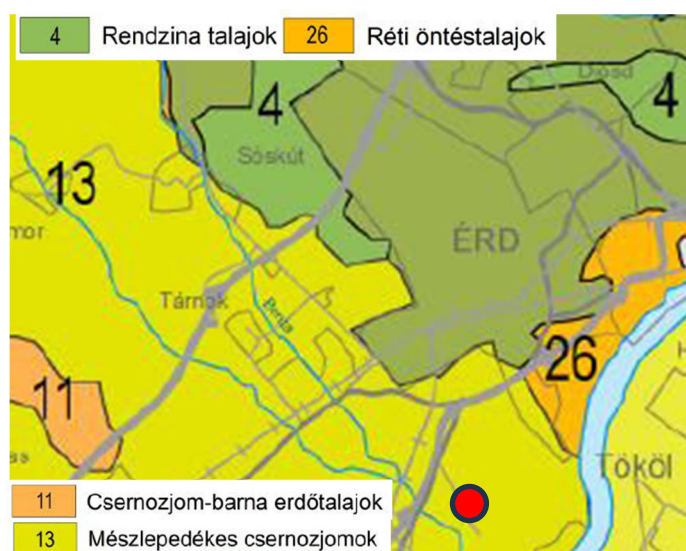 4 Rendzina talajok 26 Réti öntéstalajok
Diósd
4
4
Sóskút
13
ÉRD
Tárnok
Benta
26
11
Tököl
11 Csernozjom-barna erdőtalajok
13 Mészlepedékes csernozjomok